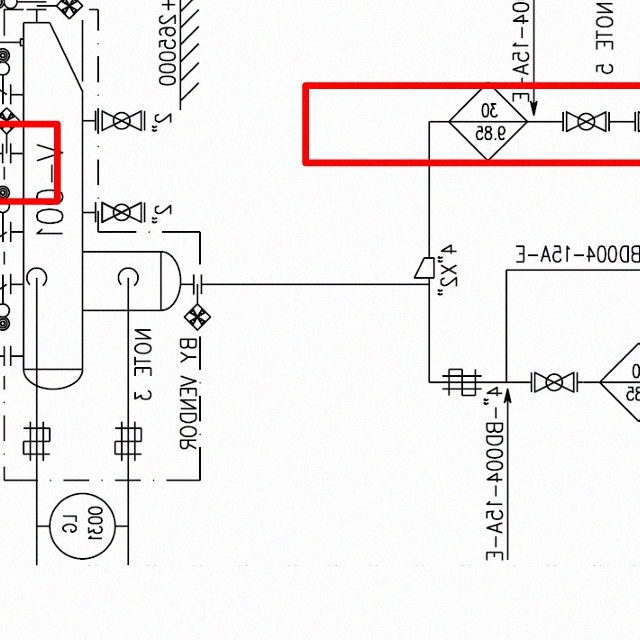 +265000
04-15A-E
NOTE 5
30
9.85
2"
V-001
2"
BD004-15A-E
4"X2"
NOTE 3
BY VENDOR
4"-BD004-15A-E
0031
LG